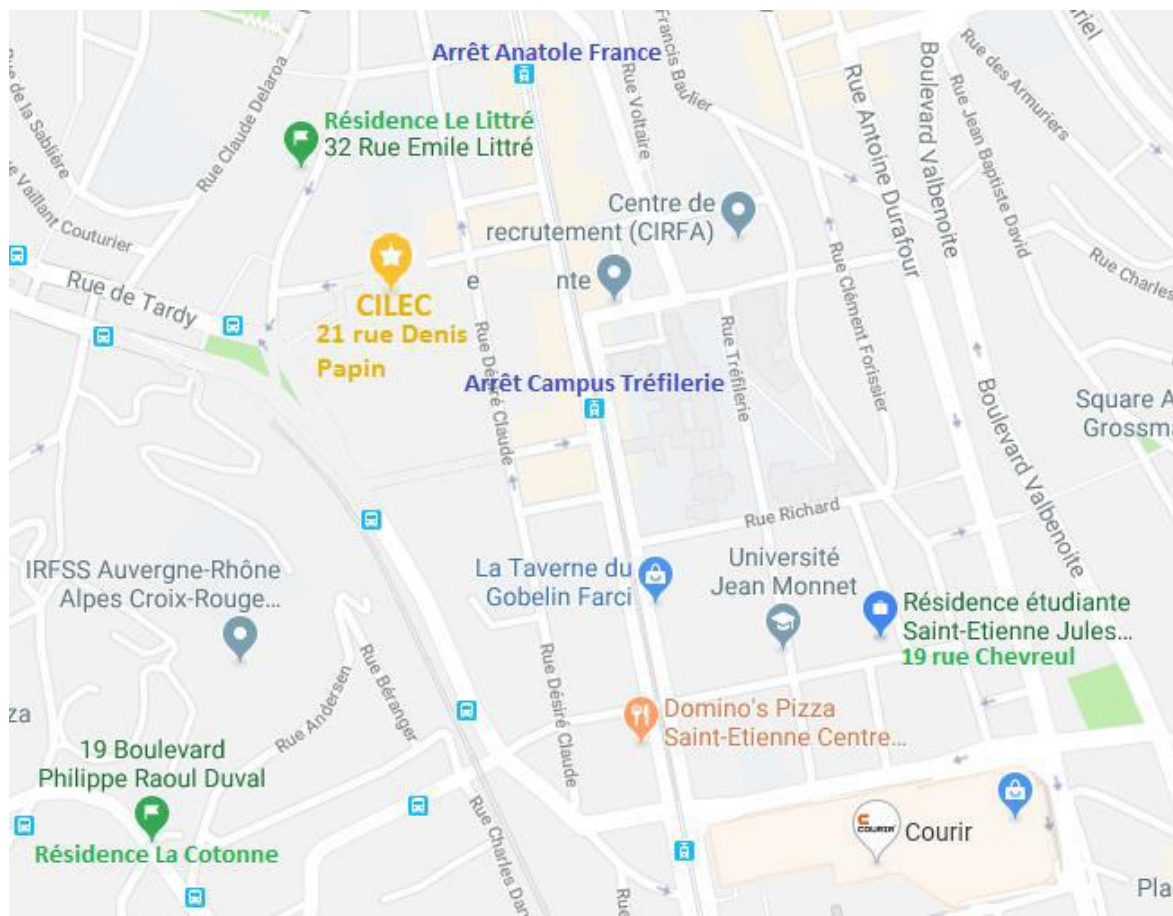 Arrêt Anatole France
Francis Baulier
Rue Voltaire
Rue Antoine Durafour
Boulevard Valbenoite
Rue des Armuriers
Rue Jean Baptiste David
Rue Claude Delaroa
Résidence Le Littré
32 Rue Emile Littré
Rue de la Sablière
Vaillant Couturier
Centre de
recrutement (CIRFA)
e
nte
Rue Charles
Rue de Tardy
CILEC
21 rue Denis
Papin
Rue Désiré Claude
Rue Tréfilerie
Rue Clément Forissier
Arrêt Campus Tréfilerie
Boulevard Valbenoite
Square A
Grossma
Rue Richard
IRFSS Auvergne-Rhône
Alpes Croix-Rouge...
La Taverne du
Gobelin Farci
Université
Jean Monnet
Résidence étudiante
Saint-Etienne Jules...
19 rue Chevreul
Rue Andersen
Rue Béranger
Rue Désiré Claude
za
Domino's Pizza
Saint-Etienne Centre...
19 Boulevard
Philippe Raoul Duval
Résidence La Cotonne
Rue Charles Dar
COURIR
Courir
Rue
Pla